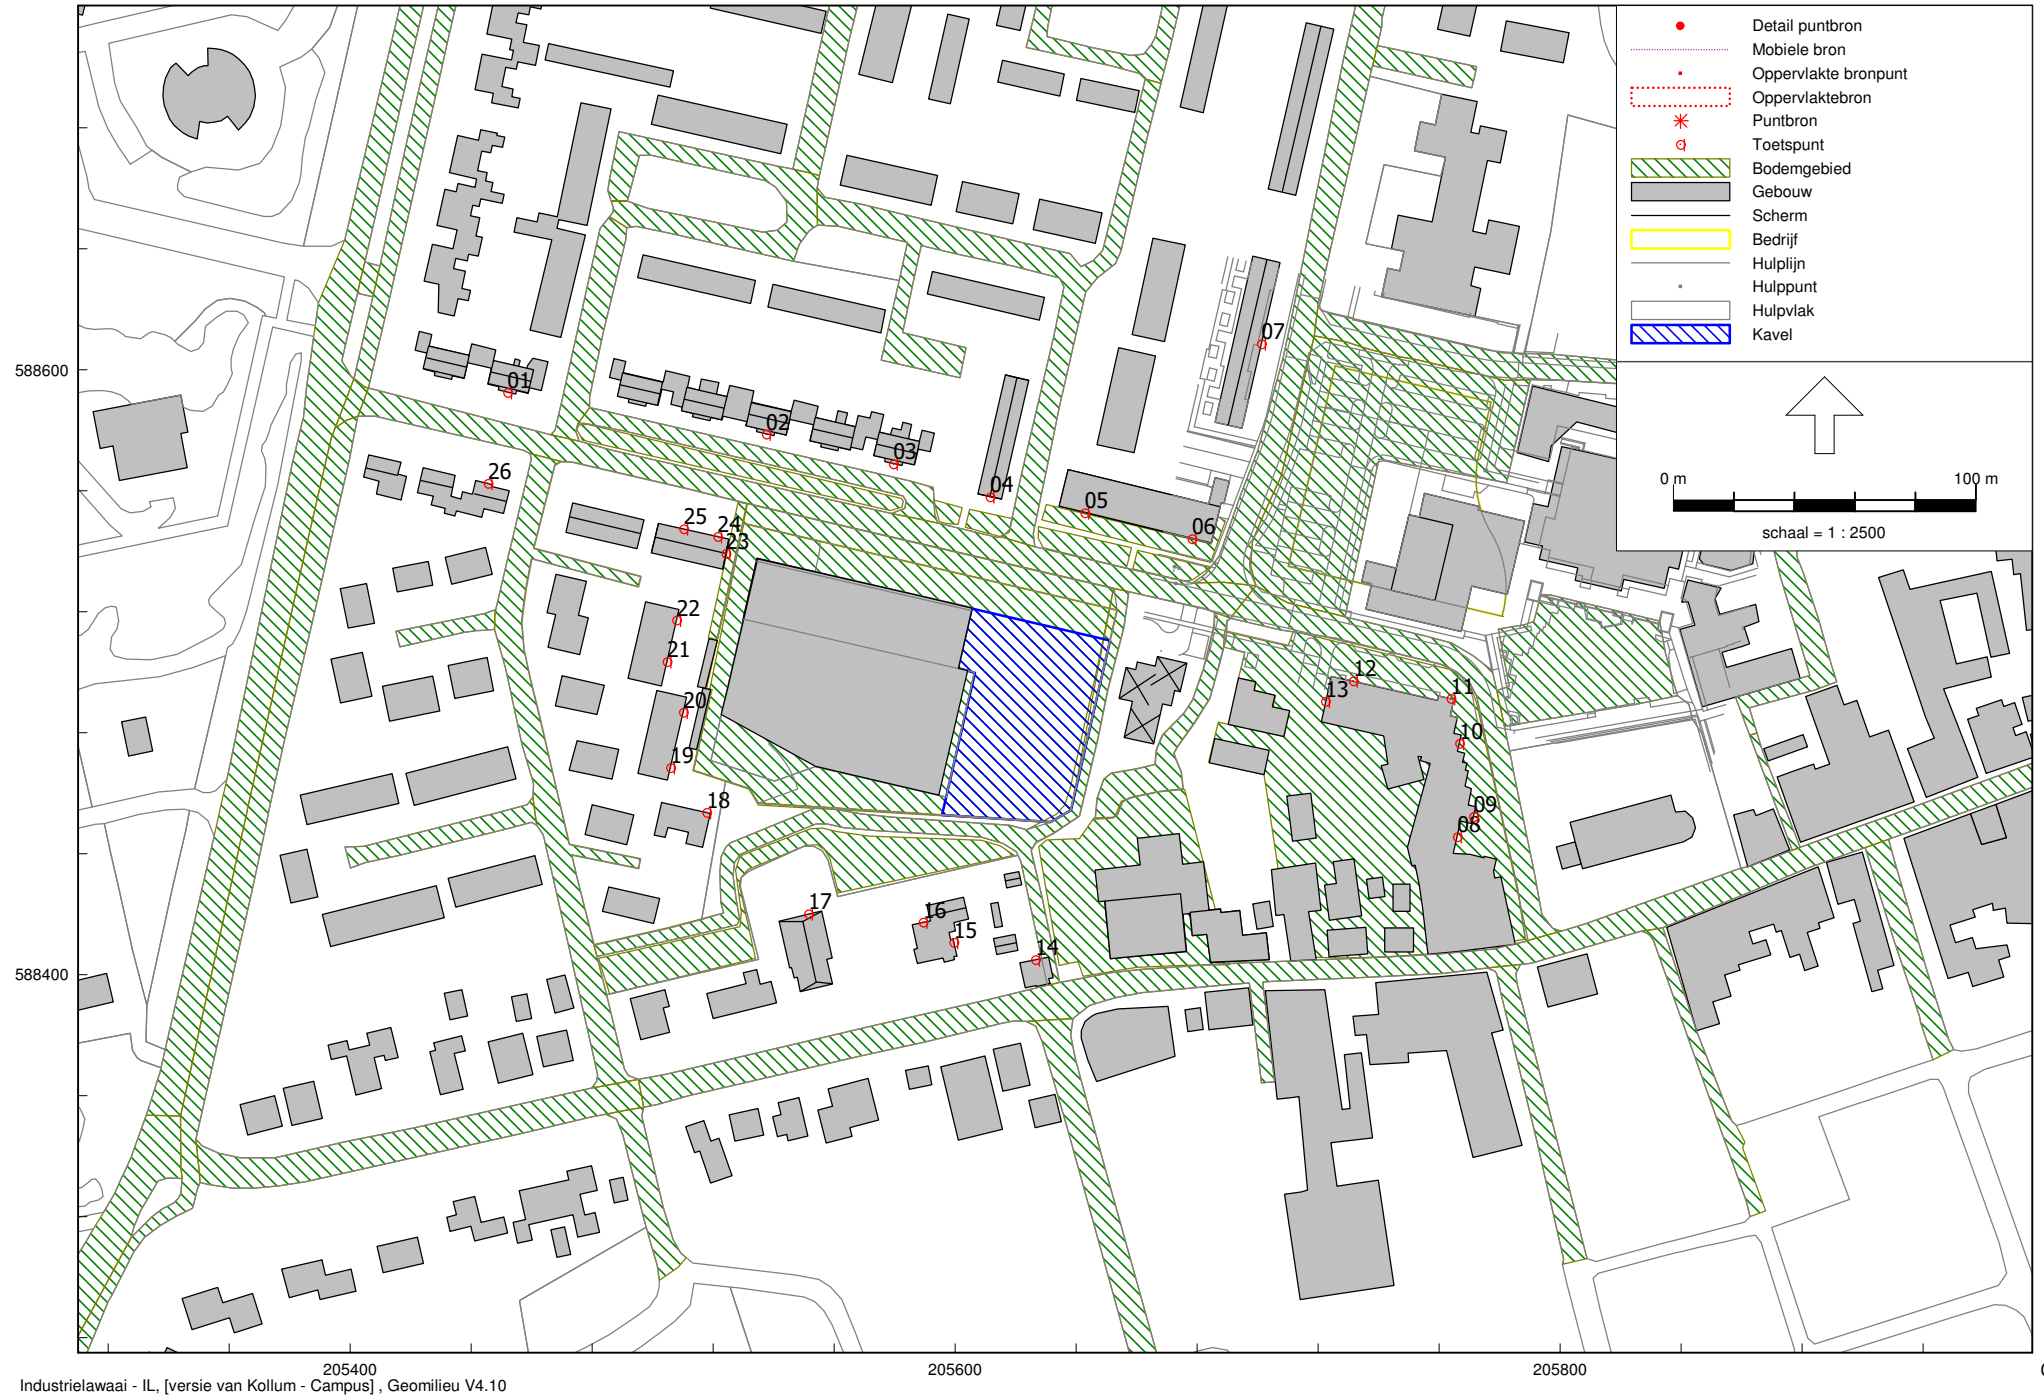 Detail puntbron
Mobiele bron
Oppervlakte bronpunt
Oppervlaktebron
Puntbron
Toetspunt
Bodemgebied
Gebouw
Scherm
Bedrijf
Hulplijn
Hulppunt
Hulpvlak
Kavel
0 m 100 m
schaal = 1 : 2500
07
588600
01
02
03
26
04
05
25
24
06
23
22
21
12
13
11
20
10
19
18
09
08
17
16
15
14
588400
205400 205600 205800
Industrielawaai - IL, [versie van Kollum - Campus] , Geomilieu V4.10